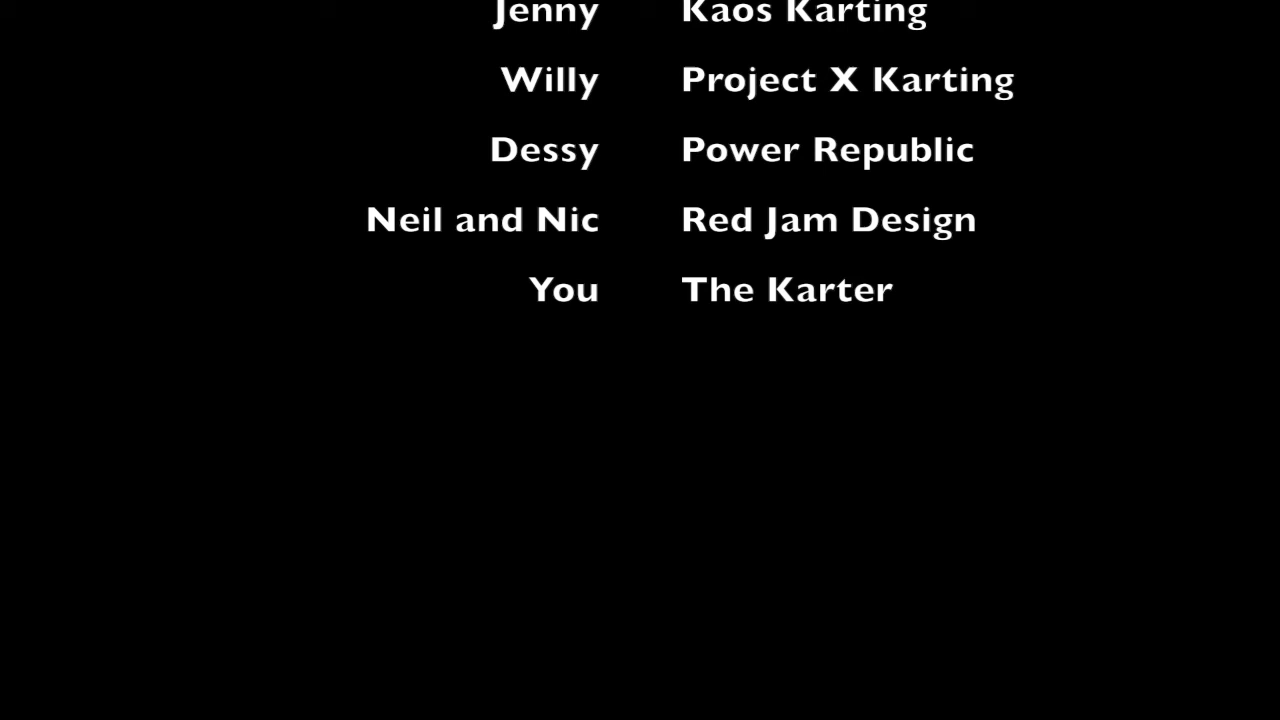 Jenny Kaos Karting
Willy Project X Karting
Dessy Power Republic
Neil and Nic Red Jam Design
You The Karter